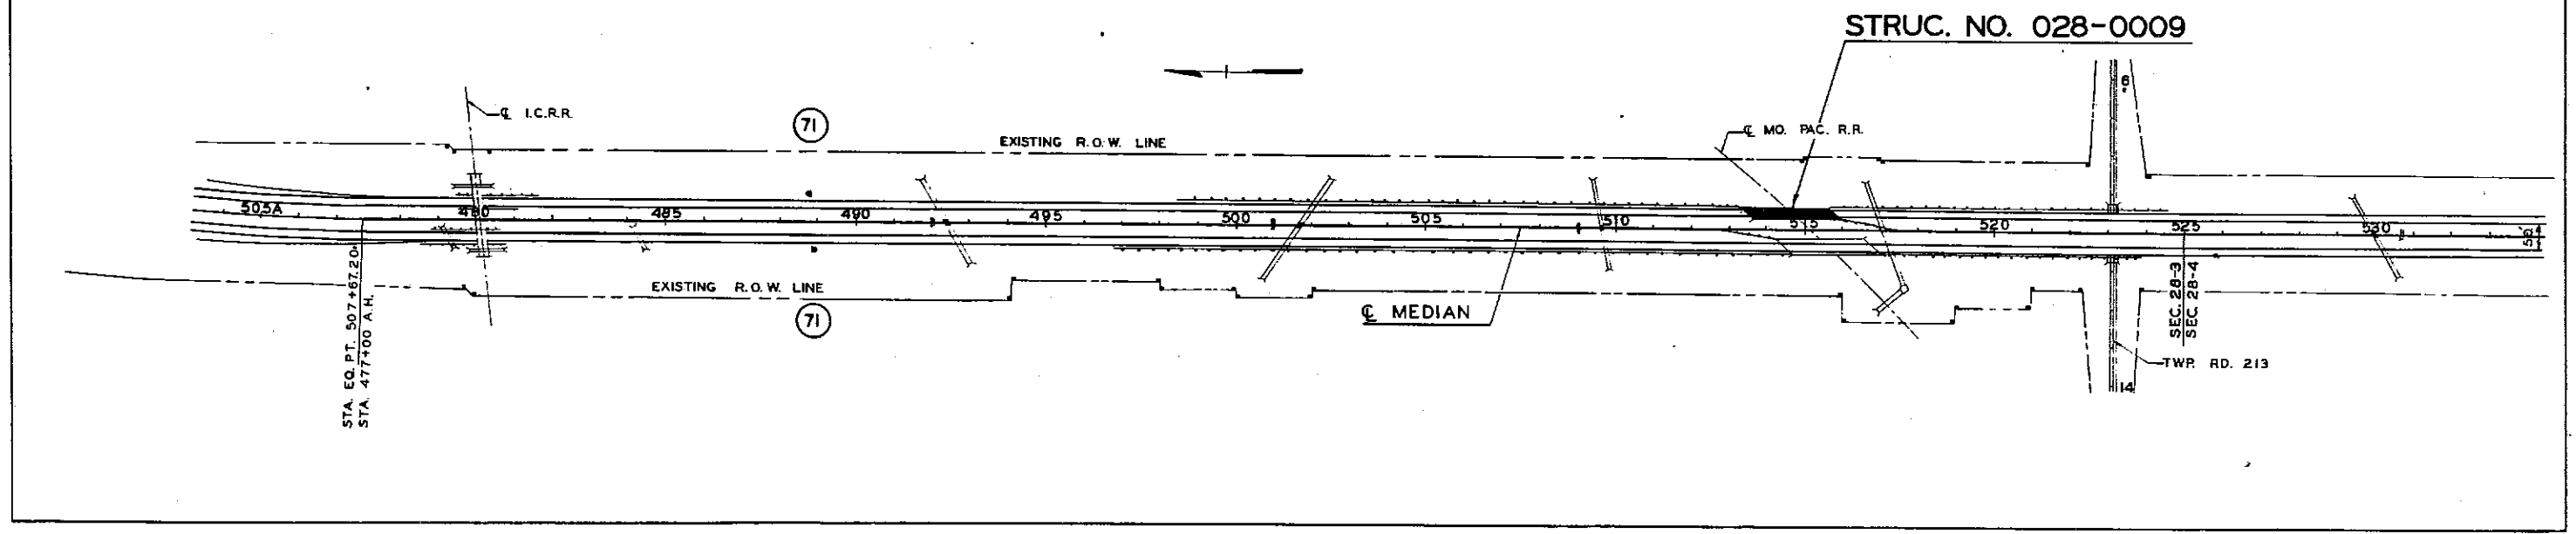 STRUC. NO. 028-0009
℄ I.C.R.R.
71
EXISTING R.O.W. LINE
℄ MO. PAC. R.R.
6
505A 480 485 490 495 500 505 510 515 520 525 530
52'
EXISTING R.O.W. LINE
71
℄ MEDIAN
SEC. 28-3
SEC. 28-4
STA. EQ. PT. 507+67.20
STA. 477+00 A.H.
TWP. RD. 213
14